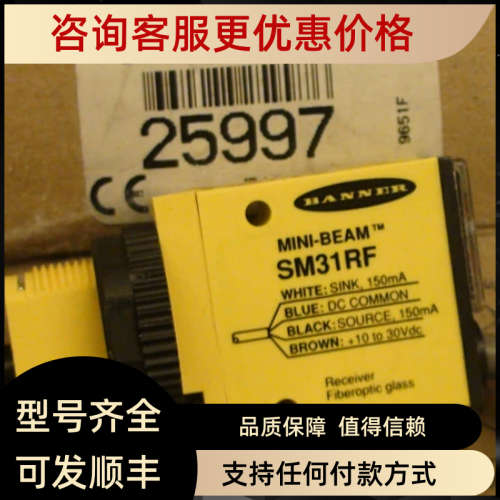 咨询客服更优惠价格
25997
9651F
CE
BANNER
MINI-BEAM™
SM31RF
WHITE: SINK, 150mA
BLUE: DC COMMON
BLACK: SOURCE, 150mA
BROWN: +10 to 30Vdc
Receiver
Fiberoptic glass
型号齐全
可发顺丰
品质保障 值得信赖
支持任何付款方式